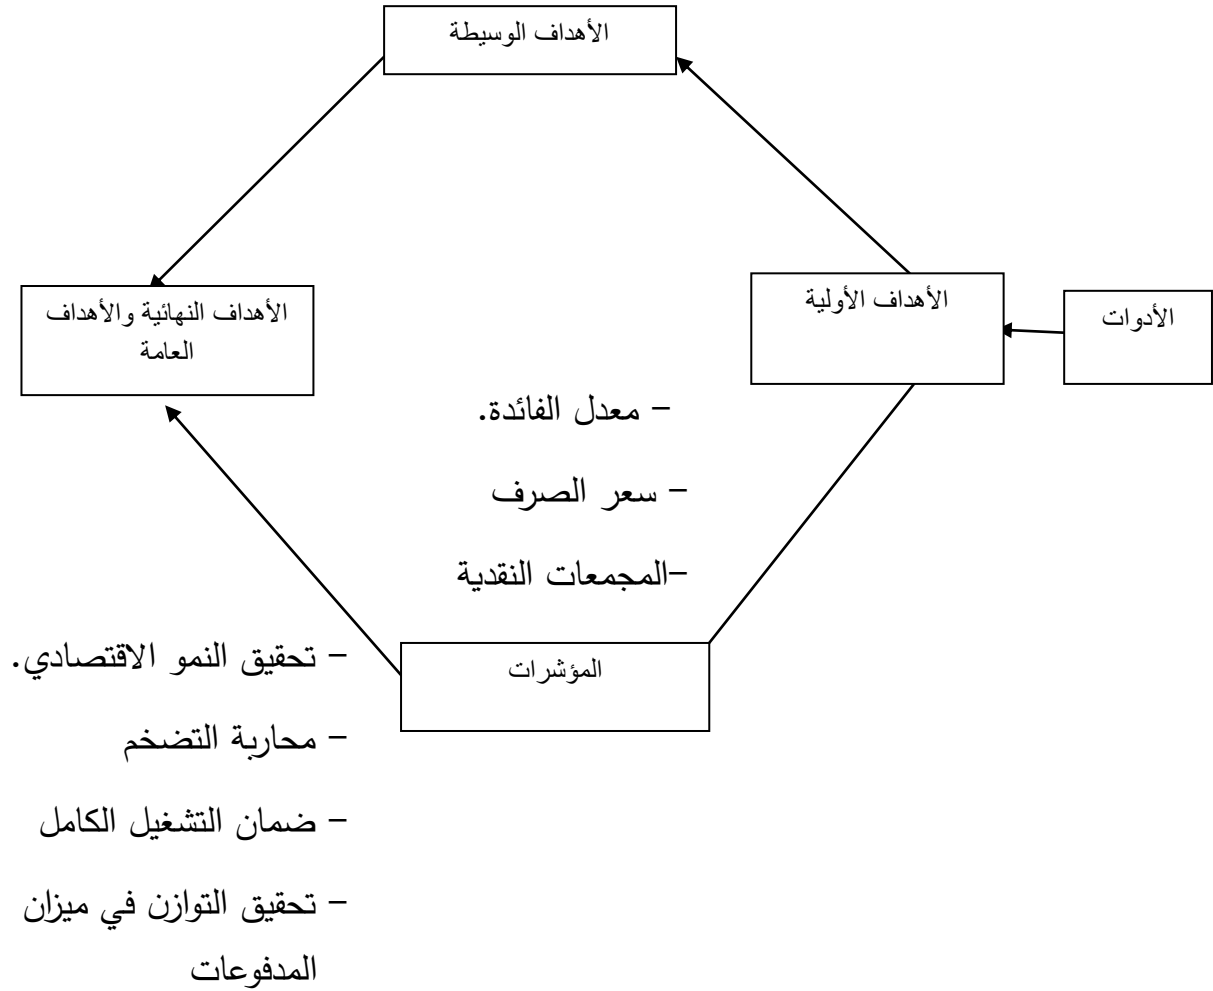 الأهداف الوسيطة
الأدوات
الأهداف الأولية
الأهداف النهائية والأهداف
العامة
– معدل الفائدة.
– سعر الصرف
–المجمعات النقدية
المؤشرات
– تحقيق النمو الاقتصادي.
– محاربة التضخم
– ضمان التشغيل الكامل
– تحقيق التوازن في ميزان
المدفوعات